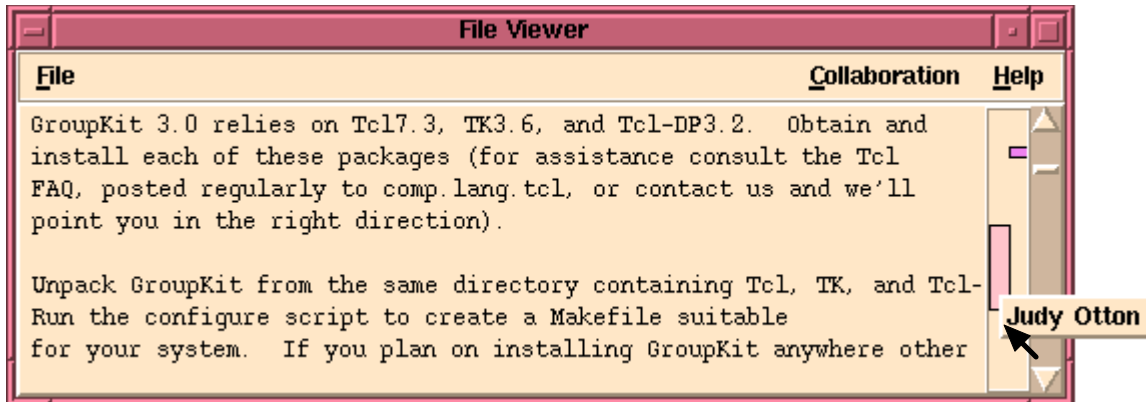 File Viewer
File Collaboration Help
GroupKit 3.0 relies on Tcl7.3, TK3.6, and Tcl-DP3.2. Obtain and
install each of these packages (for assistance consult the Tcl
FAQ, posted regularly to comp.lang.tcl, or contact us and we'll
point you in the right direction).
Unpack GroupKit from the same directory containing Tcl, TK, and Tcl-
Run the configure script to create a Makefile suitable
for your system. If you plan on installing GroupKit anywhere other
Judy Otton